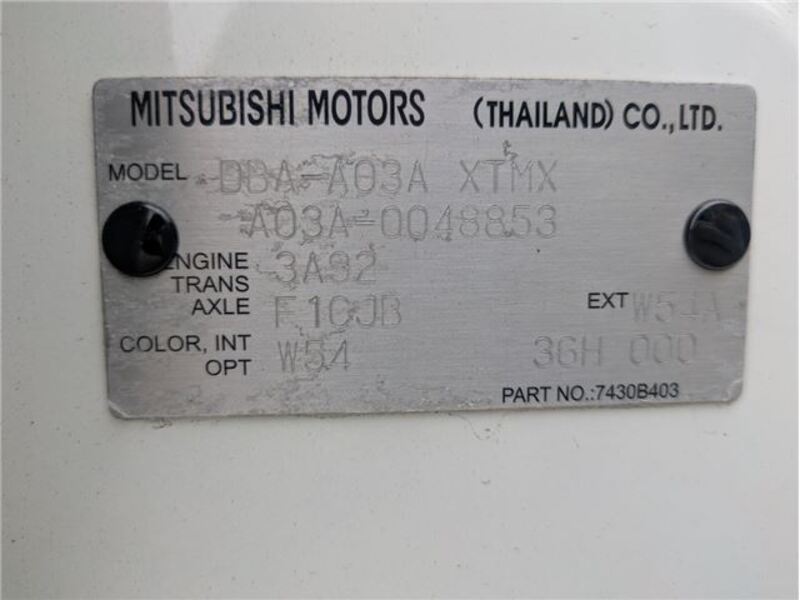 MITSUBISHI MOTORS (THAILAND) CO., LTD.
MODEL DBA-A03A XTMX
A03A-0048853
ENGINE 3A92
TRANS
AXLE F1CJB EXT W54A
COLOR, INT W54 36H 000
OPT
PART NO.:7430B403